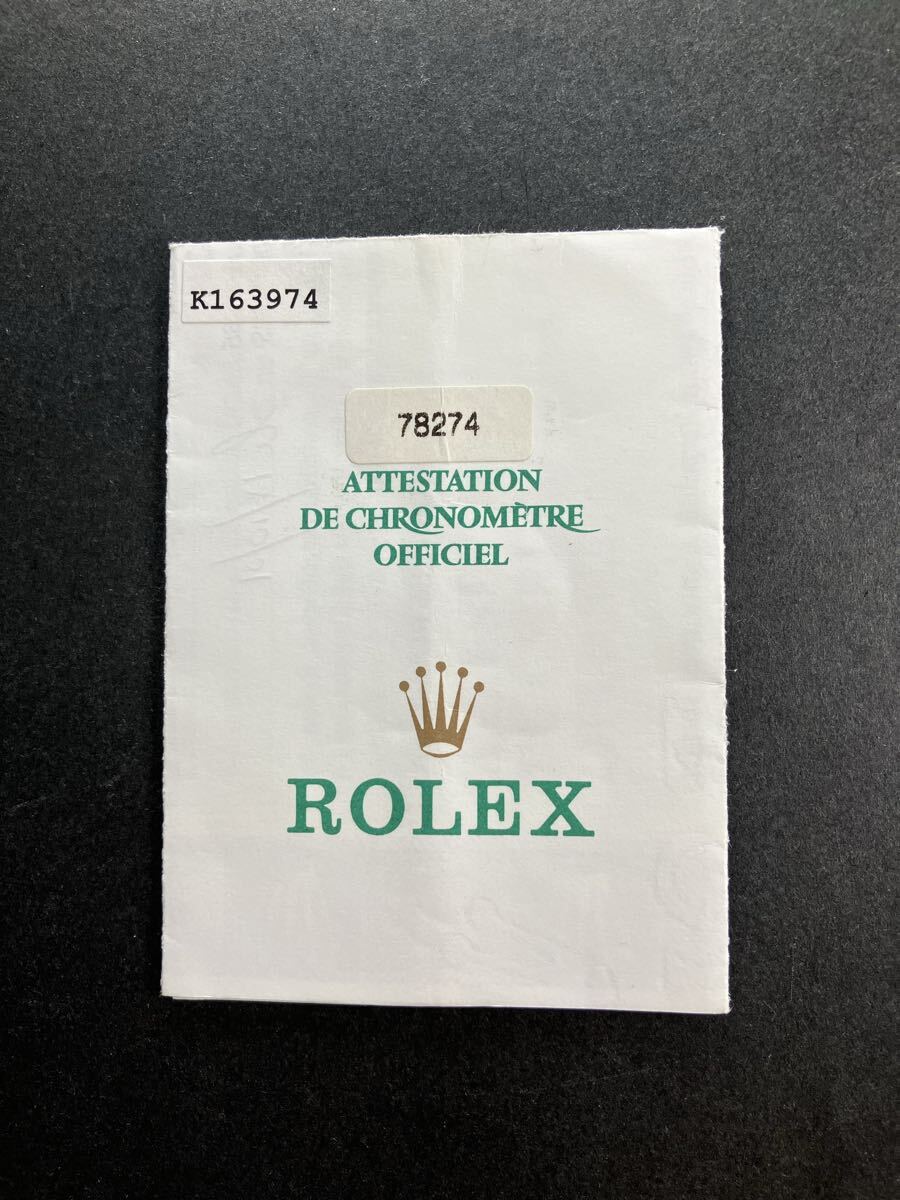 K163974
78274
ATTESTATION
DE CHRONOMÈTRE
OFFICIEL
ROLEX